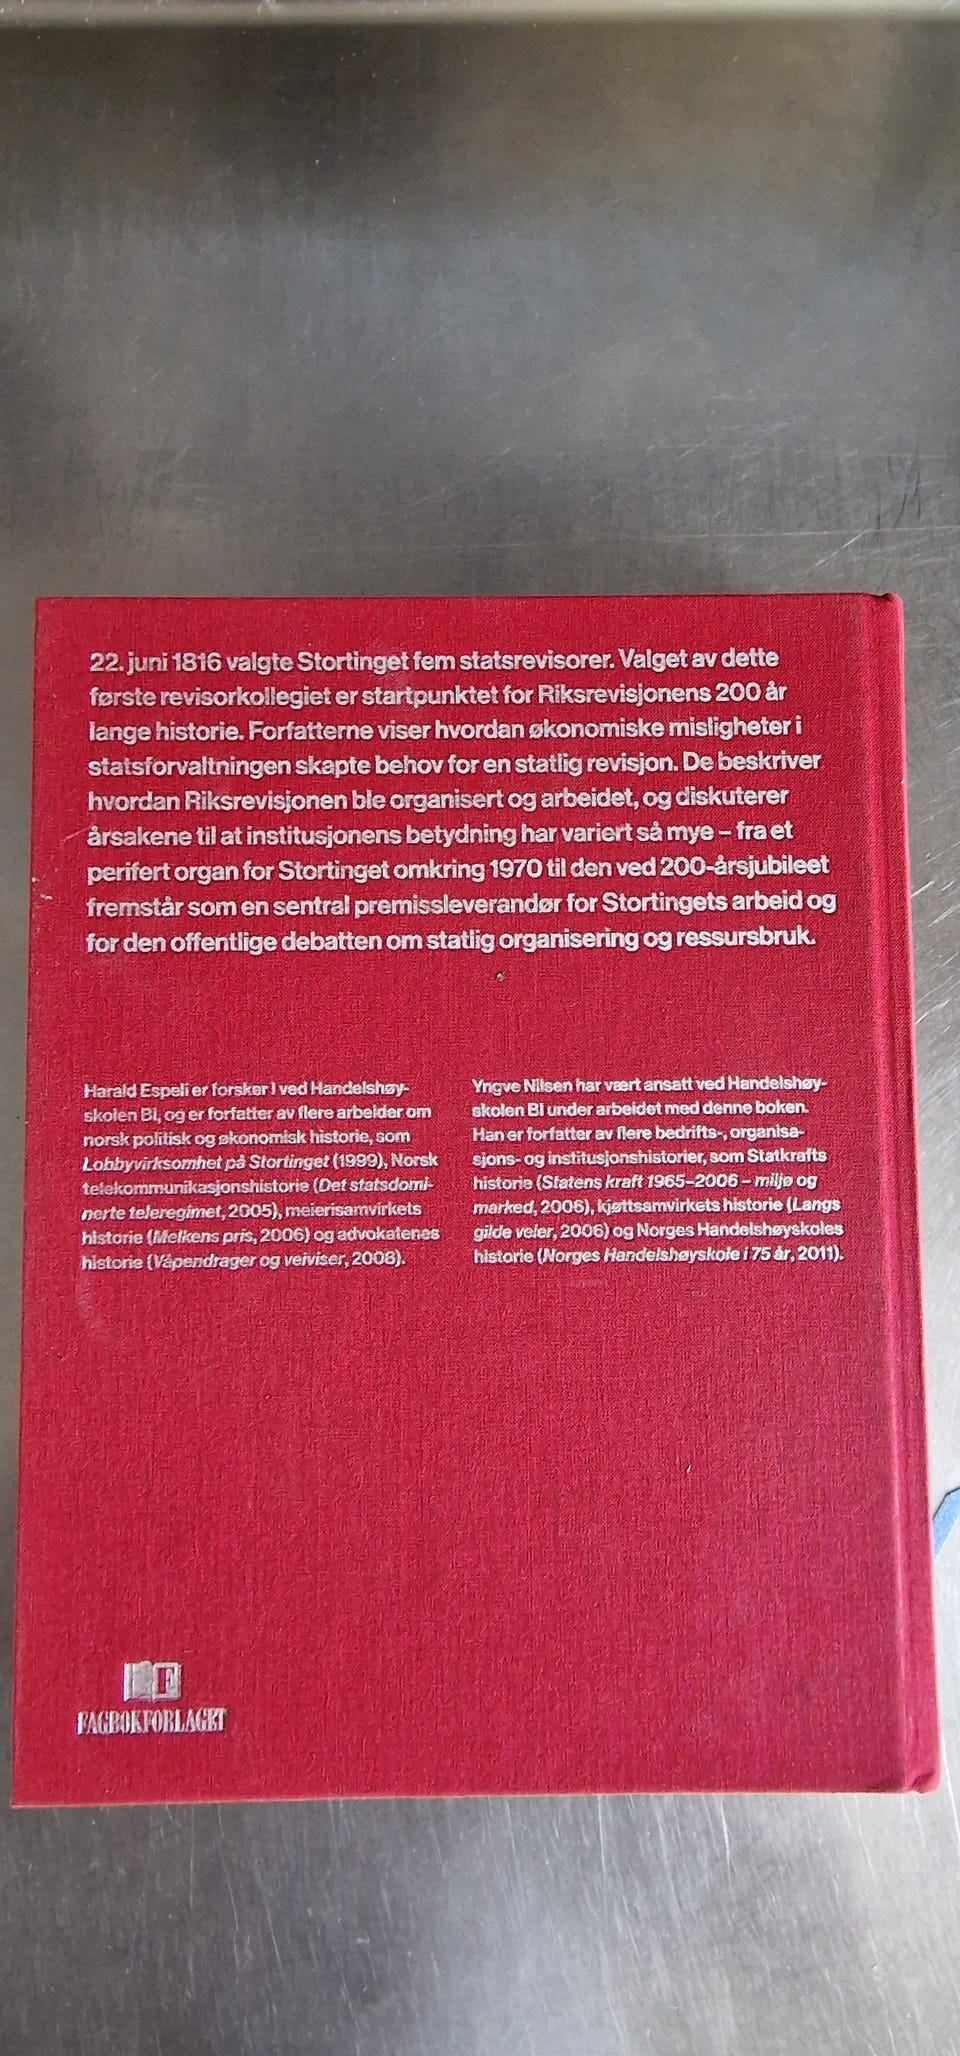 22. juni 1816 valgte Stortinget fem statsrevisorer. Valget av dette
første revisorkollegiet er startpunktet for Riksrevisjonens 200 år
lange historie. Forfatterne viser hvordan økonomiske misligheter i
statsforvaltningen skapte behov for en statlig revisjon. De beskriver
hvordan Riksrevisjonen ble organisert og arbeidet, og diskuterer
årsakene til at institusjonens betydning har variert så mye – fra et
perifert organ for Stortinget omkring 1970 til den ved 200-årsjubileet
fremstår som en sentral premissleverandør for Stortingets arbeid og
for den offentlige debatten om statlig organisering og ressursbruk.
Harald Espeli er forsker I ved Handelshøy-
skolen BI, og er forfatter av flere arbeider om
norsk politisk og økonomisk historie, som
Lobbyvirksomhet på Stortinget (1999), Norsk
telekommunikasjonshistorie (Det statsdomi-
nerte teleregimet, 2005), meierisamvirkets
historie (Melkens pris, 2006) og advokatenes
historie (Våpendrager og veiviser, 2008).
Yngve Nilsen har vært ansatt ved Handelshøy-
skolen BI under arbeidet med denne boken.
Han er forfatter av flere bedrifts-, organisa-
sjons- og institusjonshistorier, som Statkrafts
historie (Statens kraft 1965–2006 – miljø og
marked, 2006), kjøttsamvirkets historie (Langs
gilde veier, 2006) og Norges Handelshøyskoles
historie (Norges Handelshøyskole i 75 år, 2011).
F
FAGBOKFORLAGET